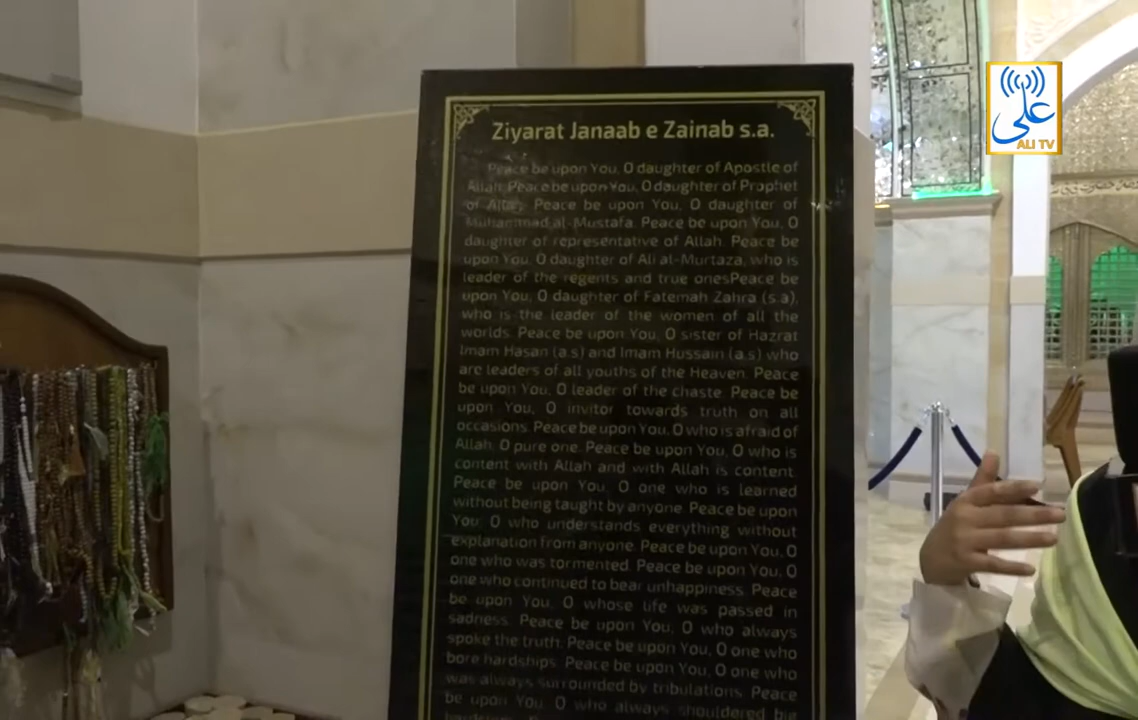 Ziyarat Janaab e Zainab s.a.
Peace be upon You, O daughter of Apostle of
Allah. Peace be upon You, O daughter of Prophet
of Allah. Peace be upon You, O daughter of
Muhammad al-Mustafa. Peace be upon You, O
daughter of representative of Allah. Peace be
upon You, O daughter of Ali al-Murtaza, who is
leader of the regents and true onesPeace be
upon You, O daughter of Fatemah Zahra (s.a),
who is the leader of the women of all the
worlds. Peace be upon You, O sister of Hazrat
Imam Hasan (a.s) and Imam Hussain (a.s) who
are leaders of all youths of the Heaven. Peace
be upon You, O leader of the chaste. Peace be
upon You, O invitor towards truth on all
occasions. Peace be upon You, O who is afraid of
Allah, O pure one. Peace be upon You, O who is
content with Allah and with Allah is content.
Peace be upon You, O one who is learned
without being taught by anyone. Peace be upon
You, O who understands everything without
explanation from anyone. Peace be upon You, O
one who was tormented. Peace be upon You, O
one who continued to bear unhappiness. Peace
be upon You, O whose life was passed in
sadness. Peace be upon You, O who always
spoke the truth. Peace be upon You, O one who
bore hardships. Peace be upon You, O one who
was always surrounded by tribulations. Peace
be upon You, O who always shouldered big
علی
ALI TV